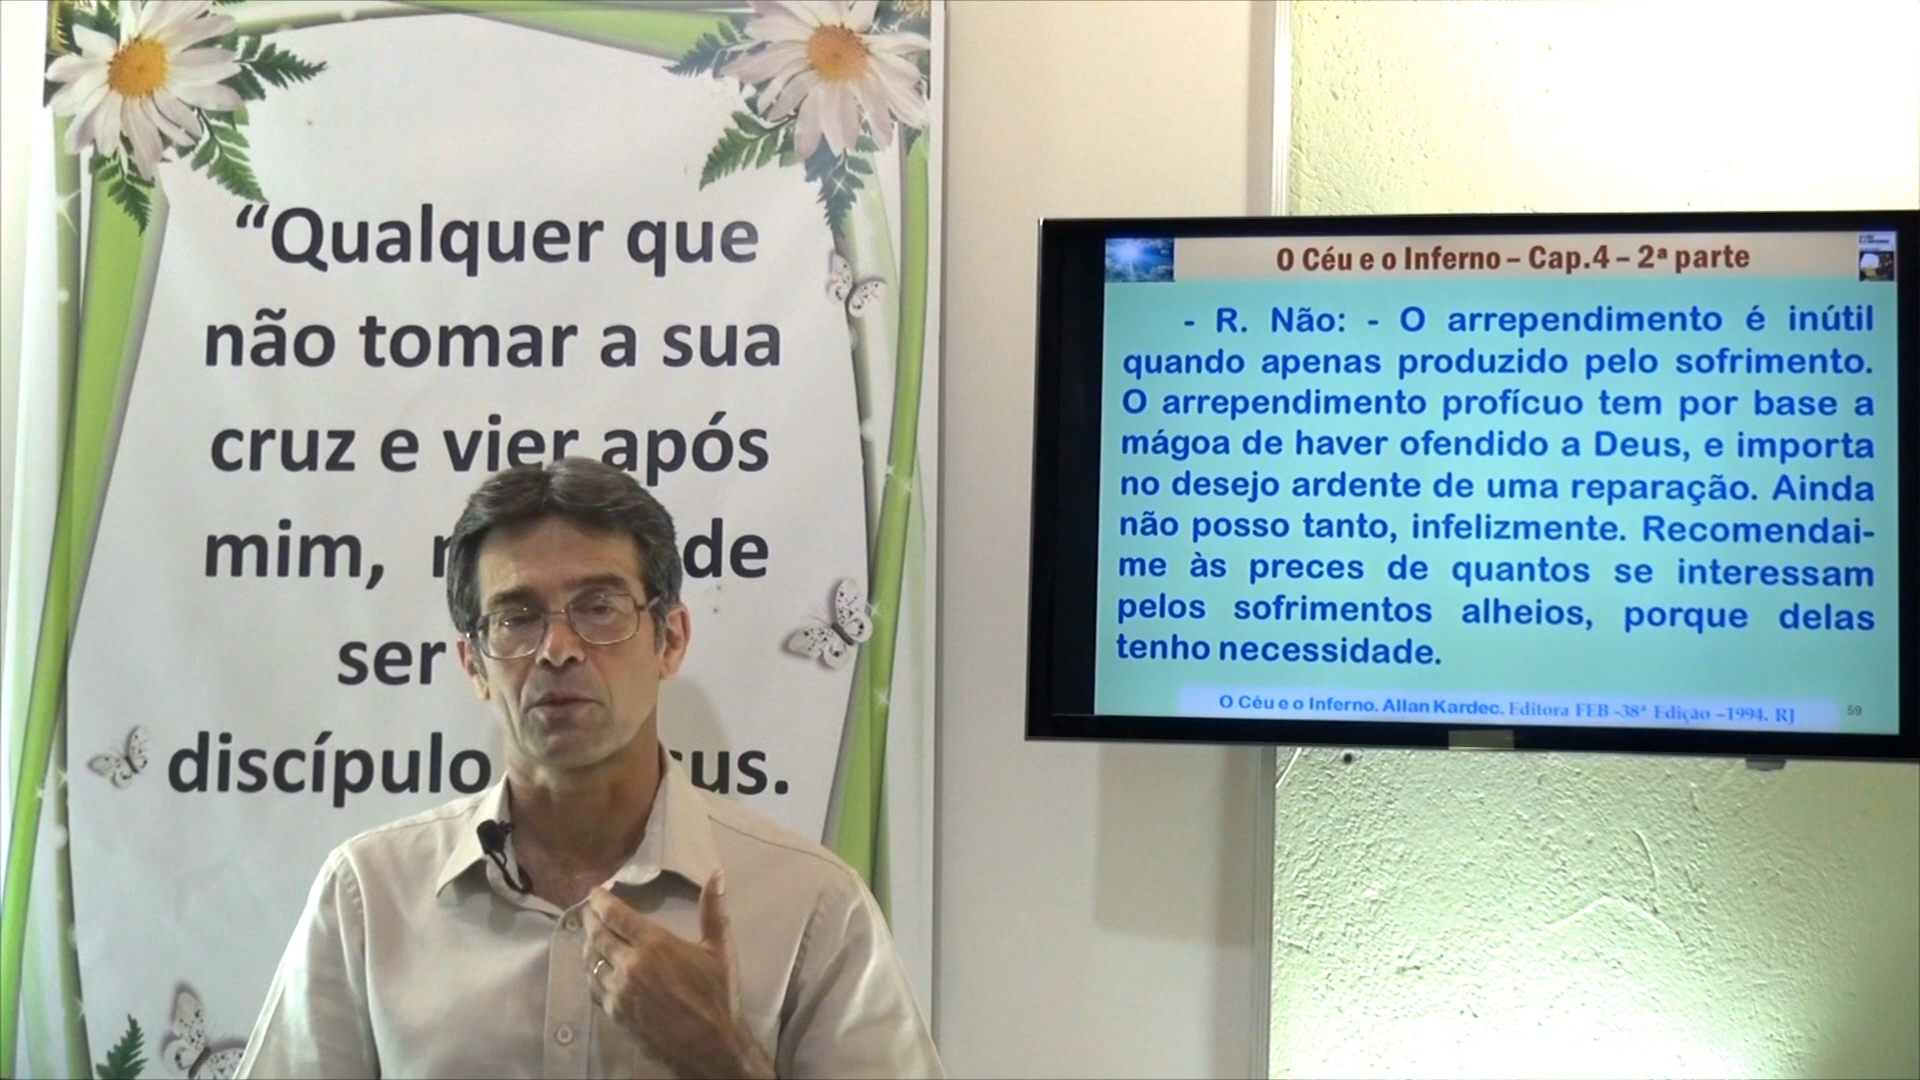 “Qualquer que
não tomar a sua
cruz e vier após
mim, de
ser
discípulo us.
O Céu e o Inferno – Cap.4 – 2ª parte
- R. Não: - O arrependimento é inútil
quando apenas produzido pelo sofrimento.
O arrependimento profícuo tem por base a
mágoa de haver ofendido a Deus, e importa
no desejo ardente de uma reparação. Ainda
não posso tanto, infelizmente. Recomendai-
me às preces de quantos se interessam
pelos sofrimentos alheios, porque delas
tenho necessidade.
O Céu e o Inferno. Allan Kardec. Editora FEB -38ª Edição –1994. RJ
59